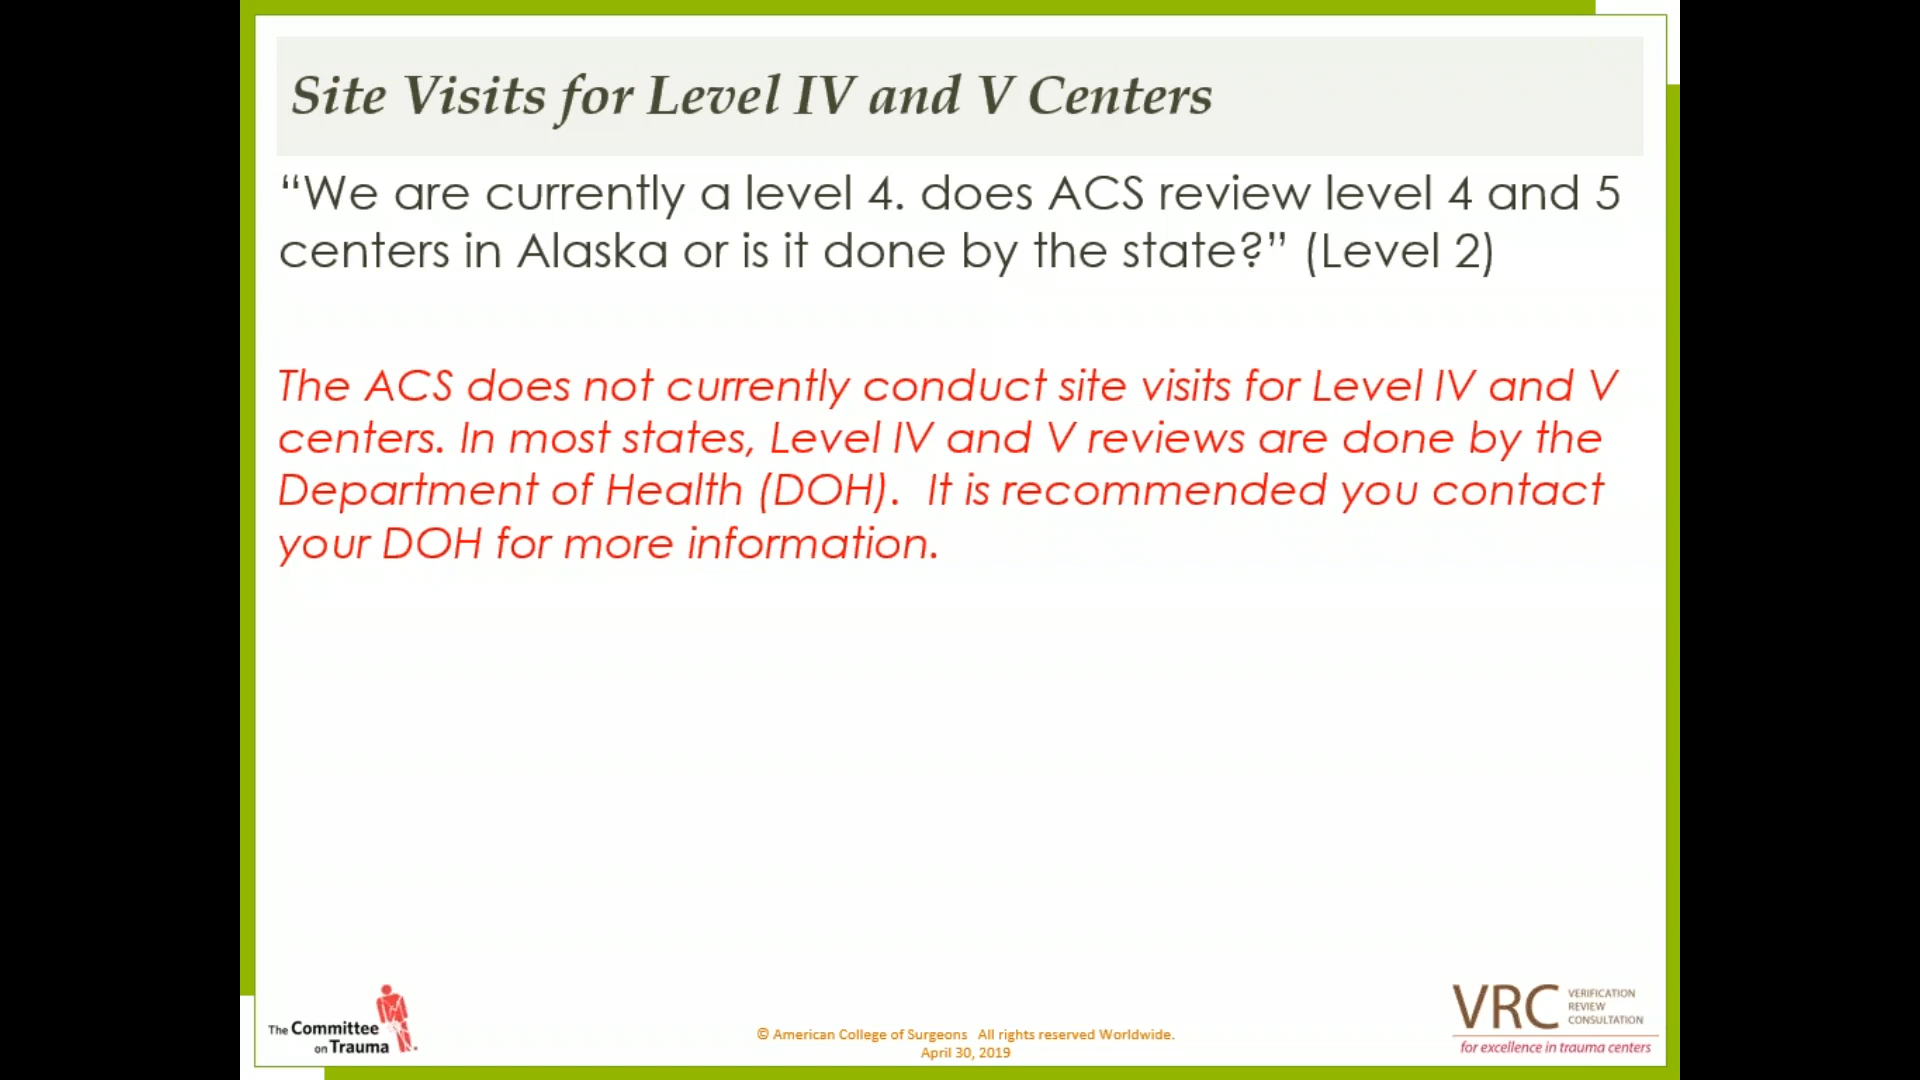 Site Visits for Level IV and V Centers
“We are currently a level 4. does ACS review level 4 and 5
centers in Alaska or is it done by the state?” (Level 2)
The ACS does not currently conduct site visits for Level IV and V
centers. In most states, Level IV and V reviews are done by the
Department of Health (DOH).  It is recommended you contact
your DOH for more information.
The Committee
on Trauma
© American College of Surgeons   All rights reserved Worldwide.
April 30, 2019
VRC
VERIFICATION
REVIEW
CONSULTATION
for excellence in trauma centers